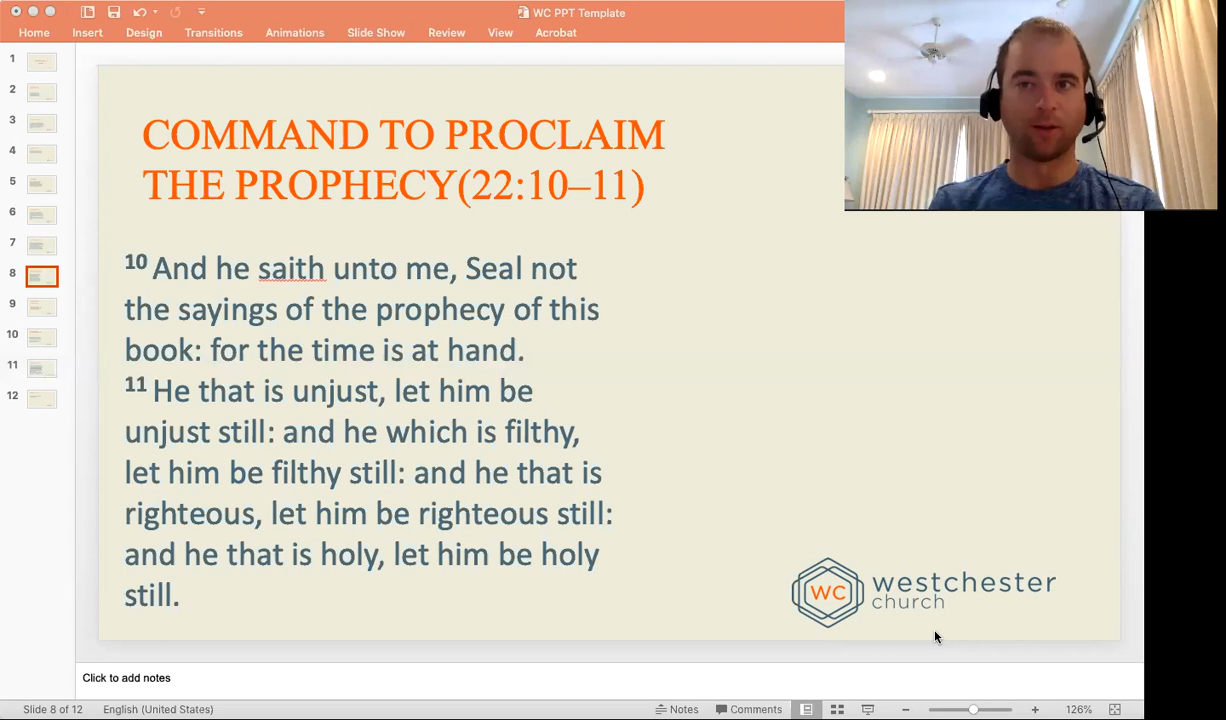 WC PPT Template
Home Insert Design Transitions Animations Slide Show Review View Acrobat
1
2
3
4
5
6
7
8
9
10
11
12
COMMAND TO PROCLAIM
THE PROPHECY(22:10–11)
10 And he saith unto me, Seal not
the sayings of the prophecy of this
book: for the time is at hand.
11 He that is unjust, let him be
unjust still: and he which is filthy,
let him be filthy still: and he that is
righteous, let him be righteous still:
and he that is holy, let him be holy
still.
WC
westchester
church
Click to add notes
Slide 8 of 12 English (United States) Notes Comments 126%